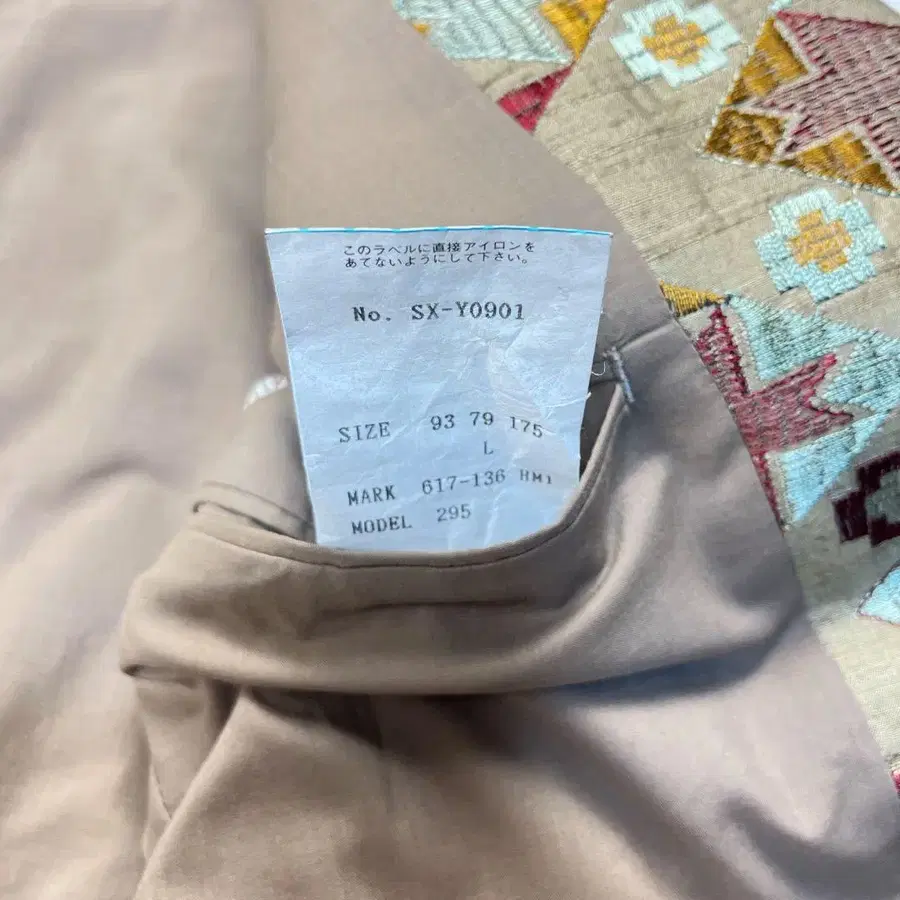 このラベルに直接アイロンを
あてないようにして下さい。
No. SX-Y0901
SIZE 93 79 175
L
MARK 617-136 HM1
MODEL 295